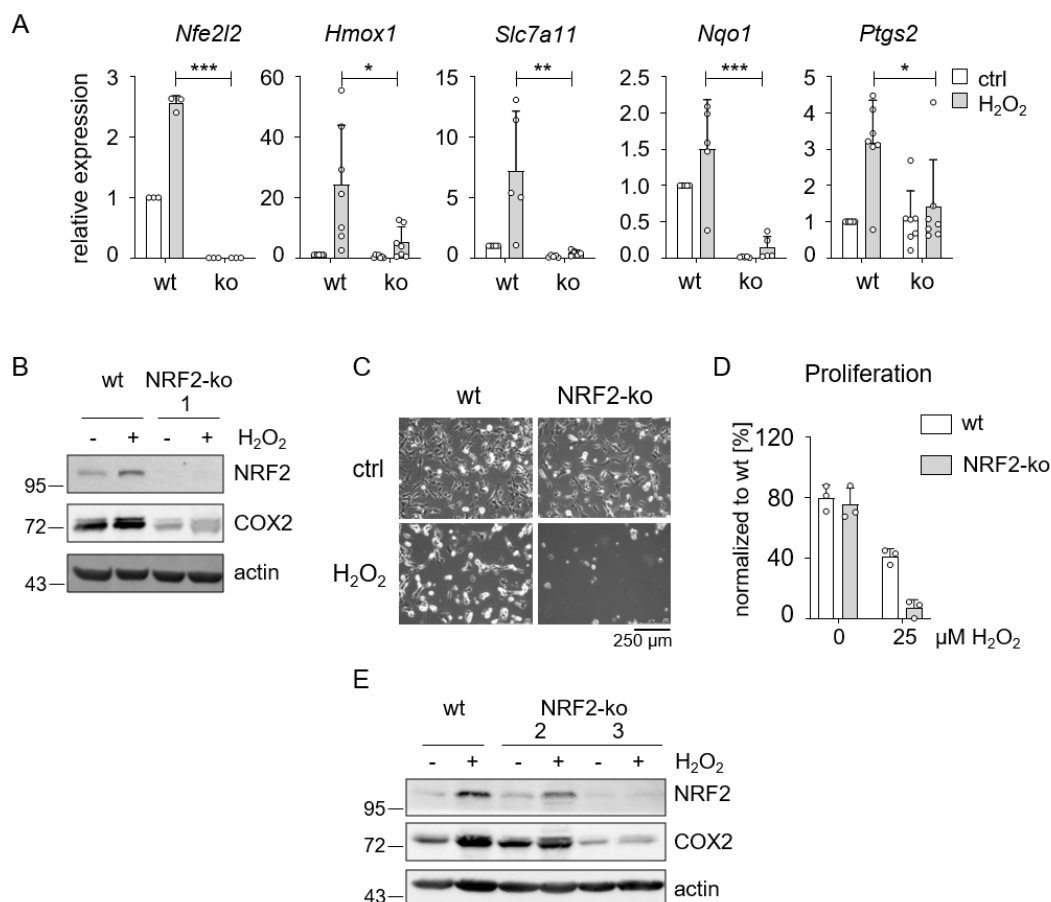 A
Nfe2l2
Hmox1
Slc7a11
Nqo1
Ptgs2
*** * ** *** *
ctrl
H₂O₂
relative expression
3
2
1
0
60
40
20
0
15
10
5
0
2.5
2.0
1.5
1.0
0.5
0.0
5
4
3
2
1
0
wt ko wt ko wt ko wt ko wt ko
B
wt NRF2-ko
1
- + - + H₂O₂
95 NRF2
72 COX2
43 actin
C
wt NRF2-ko
ctrl
H₂O₂
250 µm
D
Proliferation
wt
NRF2-ko
normalized to wt [%]
120
80
40
0
0 25 µM H₂O₂
E
wt NRF2-ko
2 3
- + - + - + H₂O₂
95 NRF2
72 COX2
43 actin